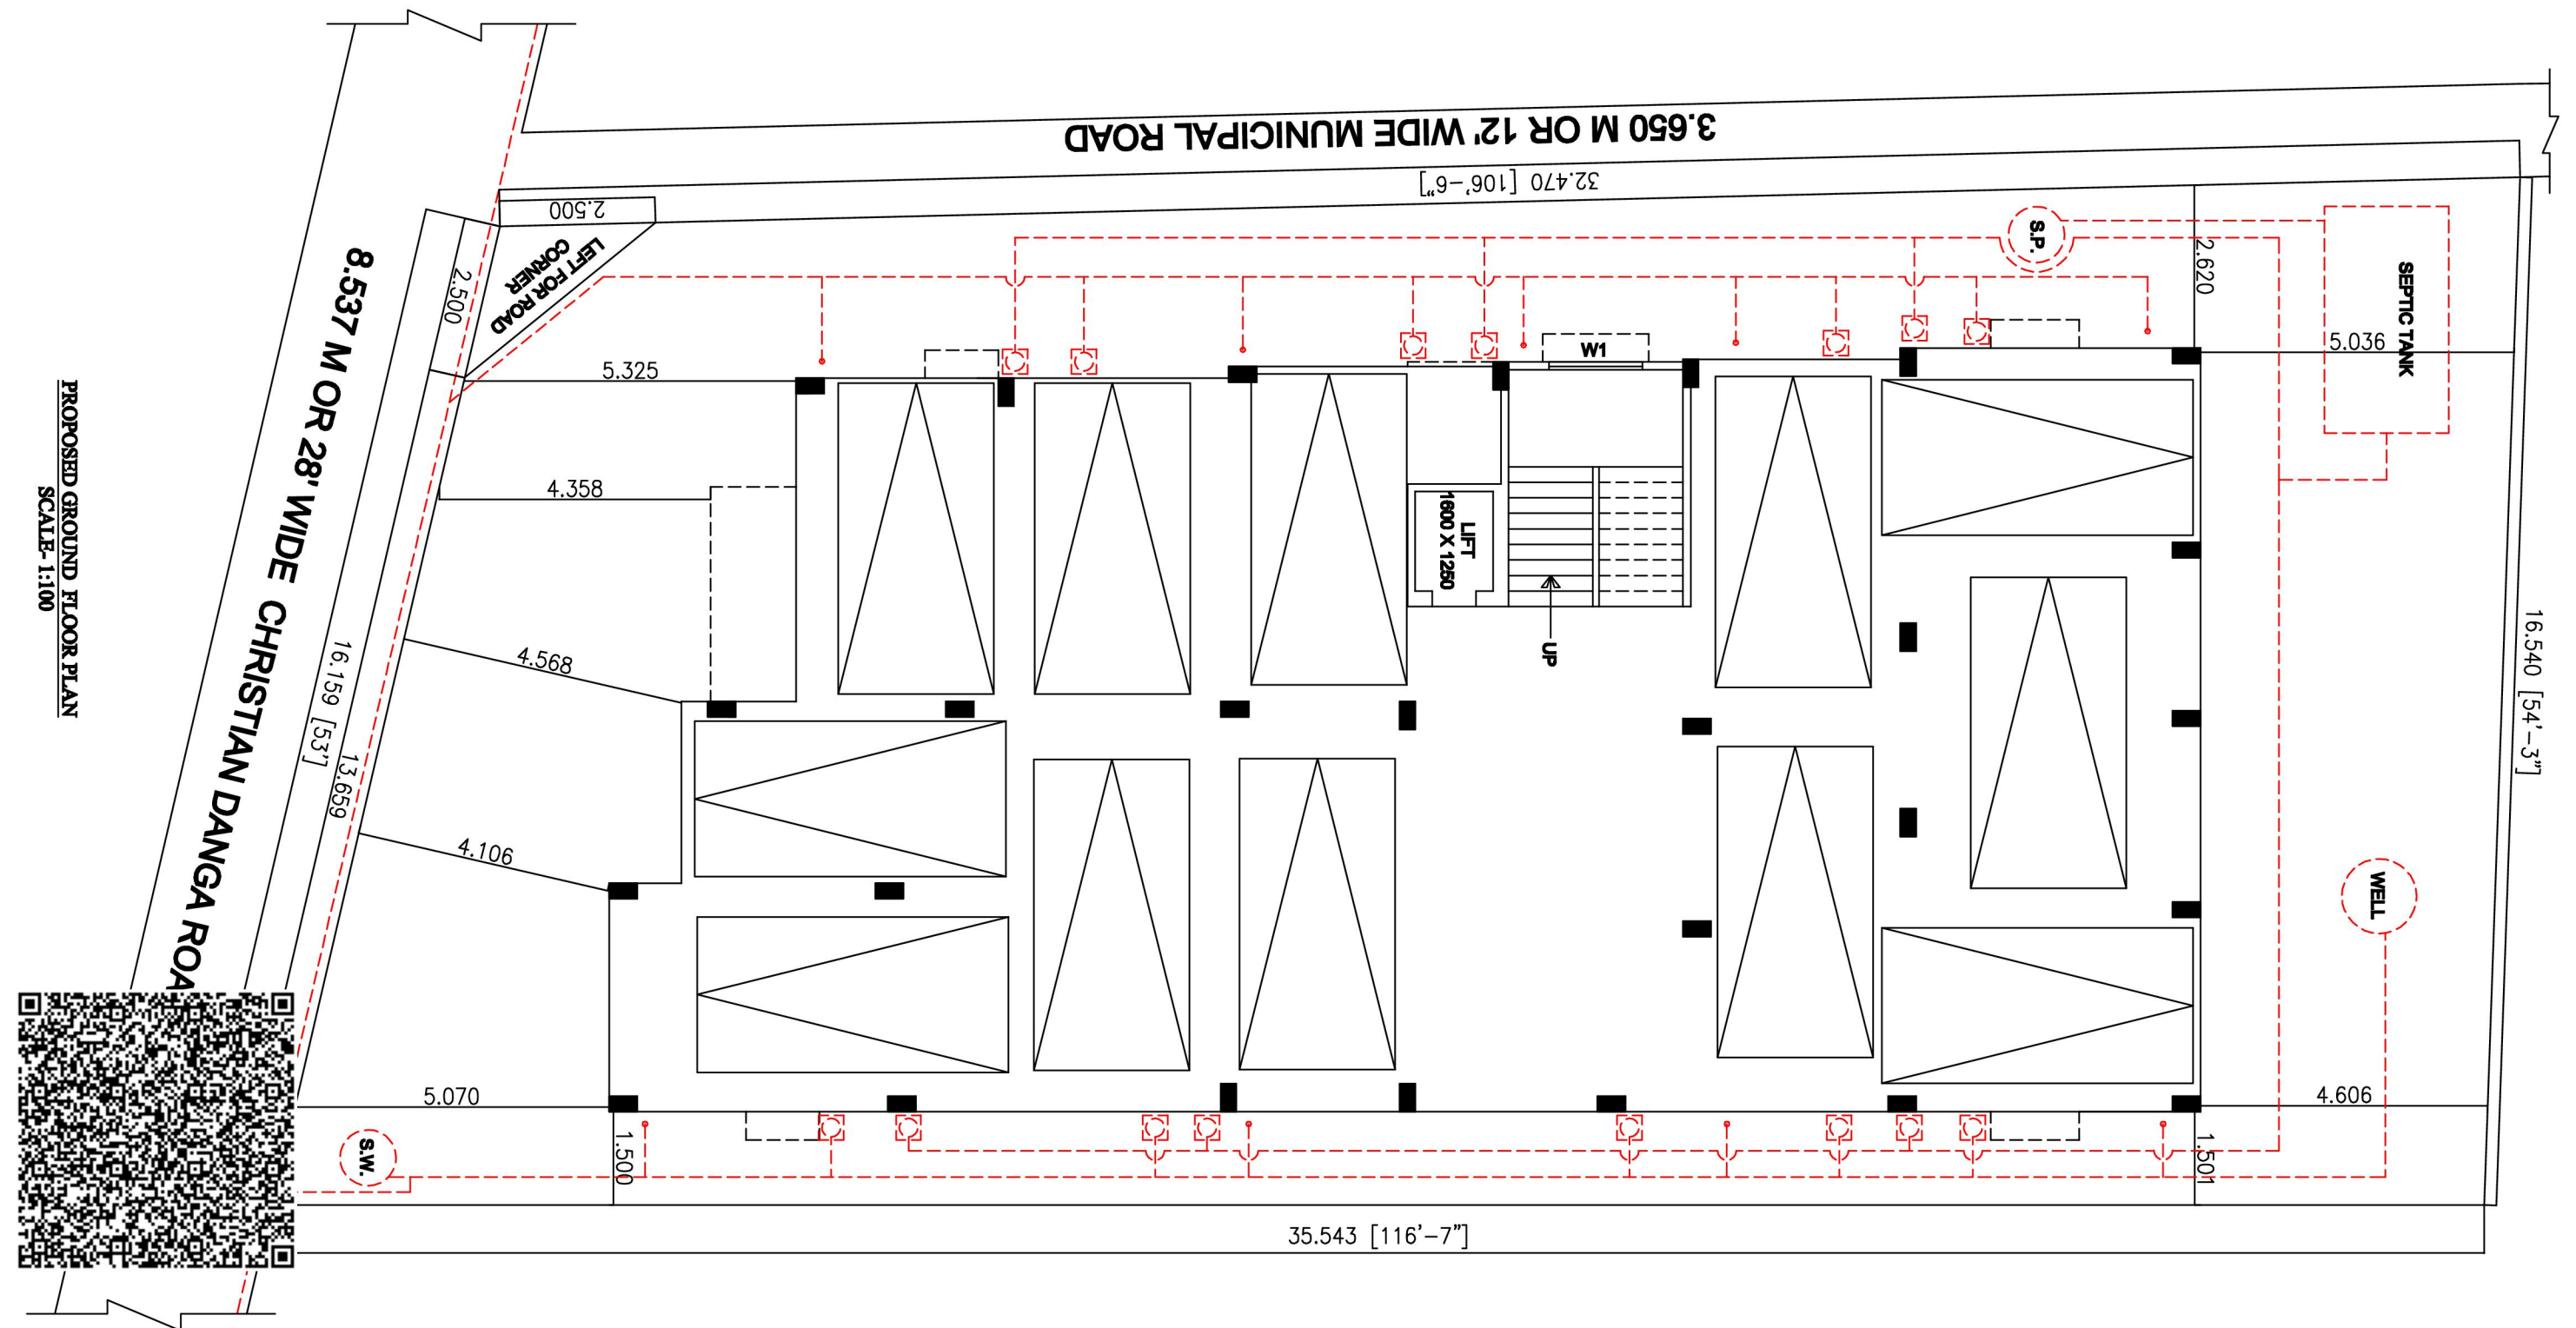 3.650 M OR 12' WIDE MUNICIPAL ROAD
32.470 [106'-6"]
2.500
LEFT FOR ROAD
CORNER
2.500
8.537 M OR 28' WIDE CHRISTIAN DANGA
16.159 [53']
13.659
PROPOSED GROUND FLOOR PLAN
SCALE- 1:100
5.325
4.358
4.568
4.106
5.070
1.500
W1
LIFT
1600 X 1250
UP
S.P.
2.620
SEPTIC TANK
5.036
16.540 [54'-3"]
WELL
4.606
1.501
S.W.
35.543 [116'-7"]